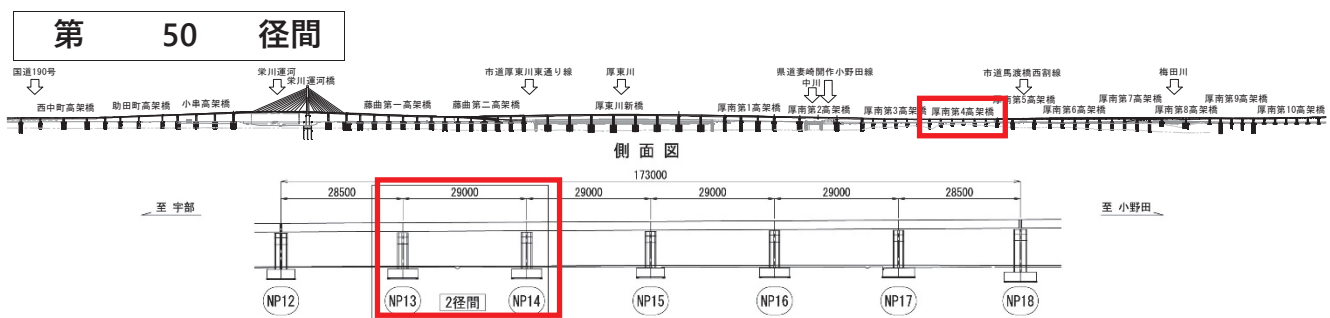 第 50 径間
国道190号
栄川運河
栄川運河橋
市道厚東川東通り線
厚東川
県道妻崎開作小野田線
中川
市道馬渡橋西割線
梅田川
西中町高架橋
助田町高架橋
小串高架橋
藤曲第一高架橋
藤曲第二高架橋
厚東川新橋
厚南第1高架橋
厚南第2高架橋
厚南第3高架橋
厚南第4高架橋
厚南第5高架橋
厚南第6高架橋
厚南第7高架橋
厚南第8高架橋
厚南第9高架橋
厚南第10高架橋
側面図
173000
28500 29000 29000 29000 29000 28500
至 宇部
至 小野田
NP12 NP13 2径間 NP14 NP15 NP16 NP17 NP18